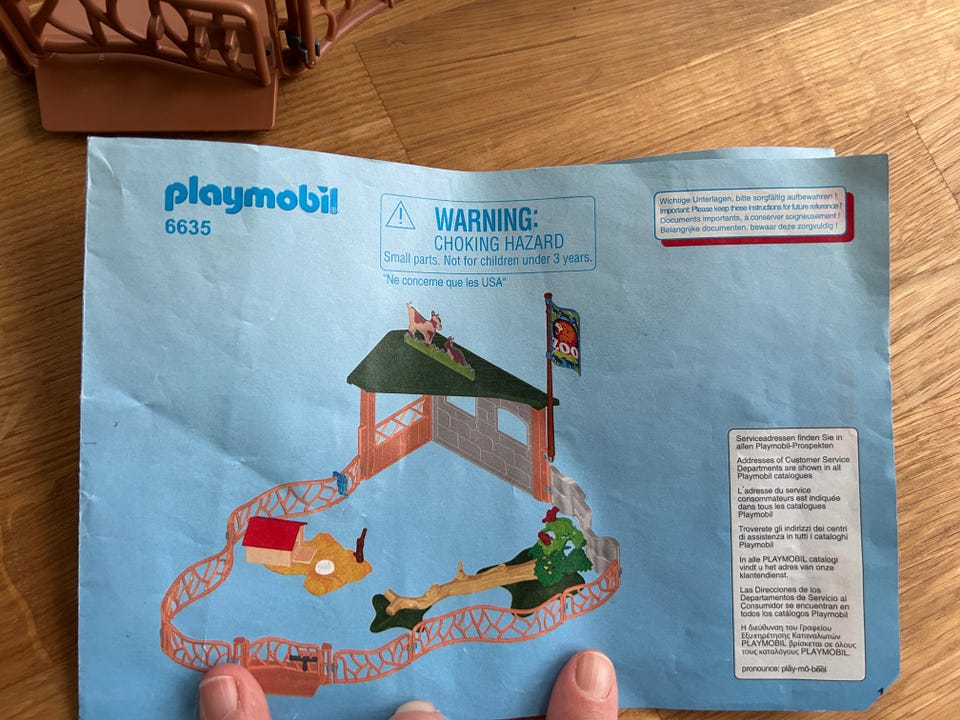 playmobil
6635
WARNING:
CHOKING HAZARD
Small parts. Not for children under 3 years.
"Ne concerne que les USA"
Wichtige Unterlagen, bitte sorgfältig aufbewahren !
Important: Please keep these instructions for future reference !
Documents importants, à conserver soigneusement !
Belangrijke documenten, bewaar deze zorgvuldig !
ZOO
Serviceadressen finden Sie in
allen Playmobil-Prospekten
Addresses of Customer Service
Departments are shown in all
Playmobil catalogues
L'adresse du service
consommateurs est indiquée
dans tous les catalogues
Playmobil
Troverete gli indirizzi dei centri
di assistenza in tutti i cataloghi
Playmobil
In alle PLAYMOBIL catalogi
vindt u het adres van onze
klantendienst.
Las Direcciones de los
Departamentos de Servicio al
Consumidor se encuentran en
todos los catálogos Playmobil
Η διεύθυνση του Γραφείου
Εξυπηρέτησης Καταναλωτών
PLAYMOBIL βρίσκεται σε όλους
τους καταλόγους PLAYMOBIL.
pronounce: plāy-mō-bēēl
1